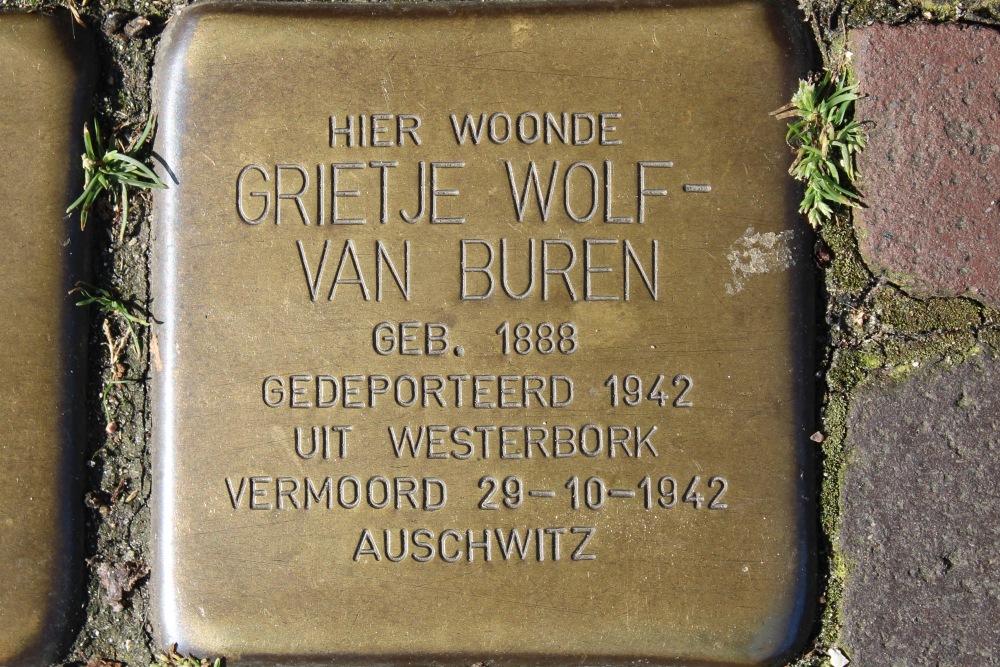 HIER WOONDE
GRIETJE WOLF-
VAN BUREN
GEB. 1888
GEDEPORTEERD 1942
UIT WESTERBORK
VERMOORD 29-10-1942
AUSCHWITZ